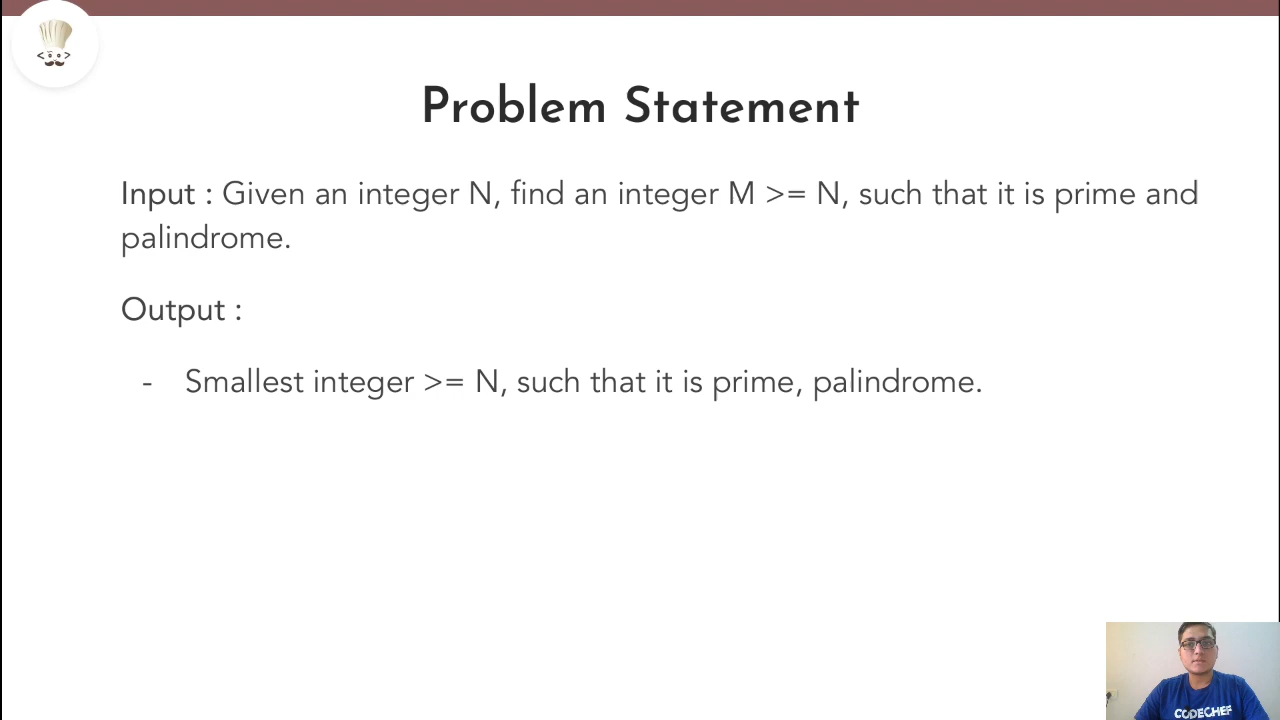 Problem Statement
Input : Given an integer N, find an integer M >= N, such that it is prime and
palindrome.
Output :
- Smallest integer >= N, such that it is prime, palindrome.
CODECHEF